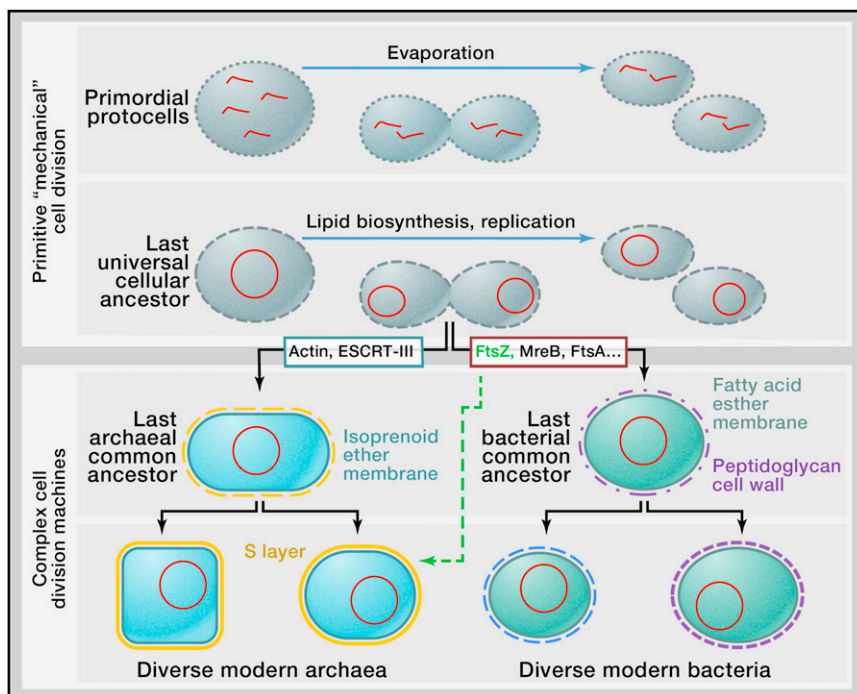 Primitive “mechanical”
cell division
Evaporation
Primordial
protocells
Lipid biosynthesis, replication
Last
universal
cellular
ancestor
Actin, ESCRT-III
FtsZ, MreB, FtsA...
Complex cell
division machines
Last
archaeal
common
ancestor
Isoprenoid
ether
membrane
Last
bacterial
common
ancestor
Fatty acid
esther
membrane
Peptidoglycan
cell wall
S layer
Diverse modern archaea
Diverse modern bacteria